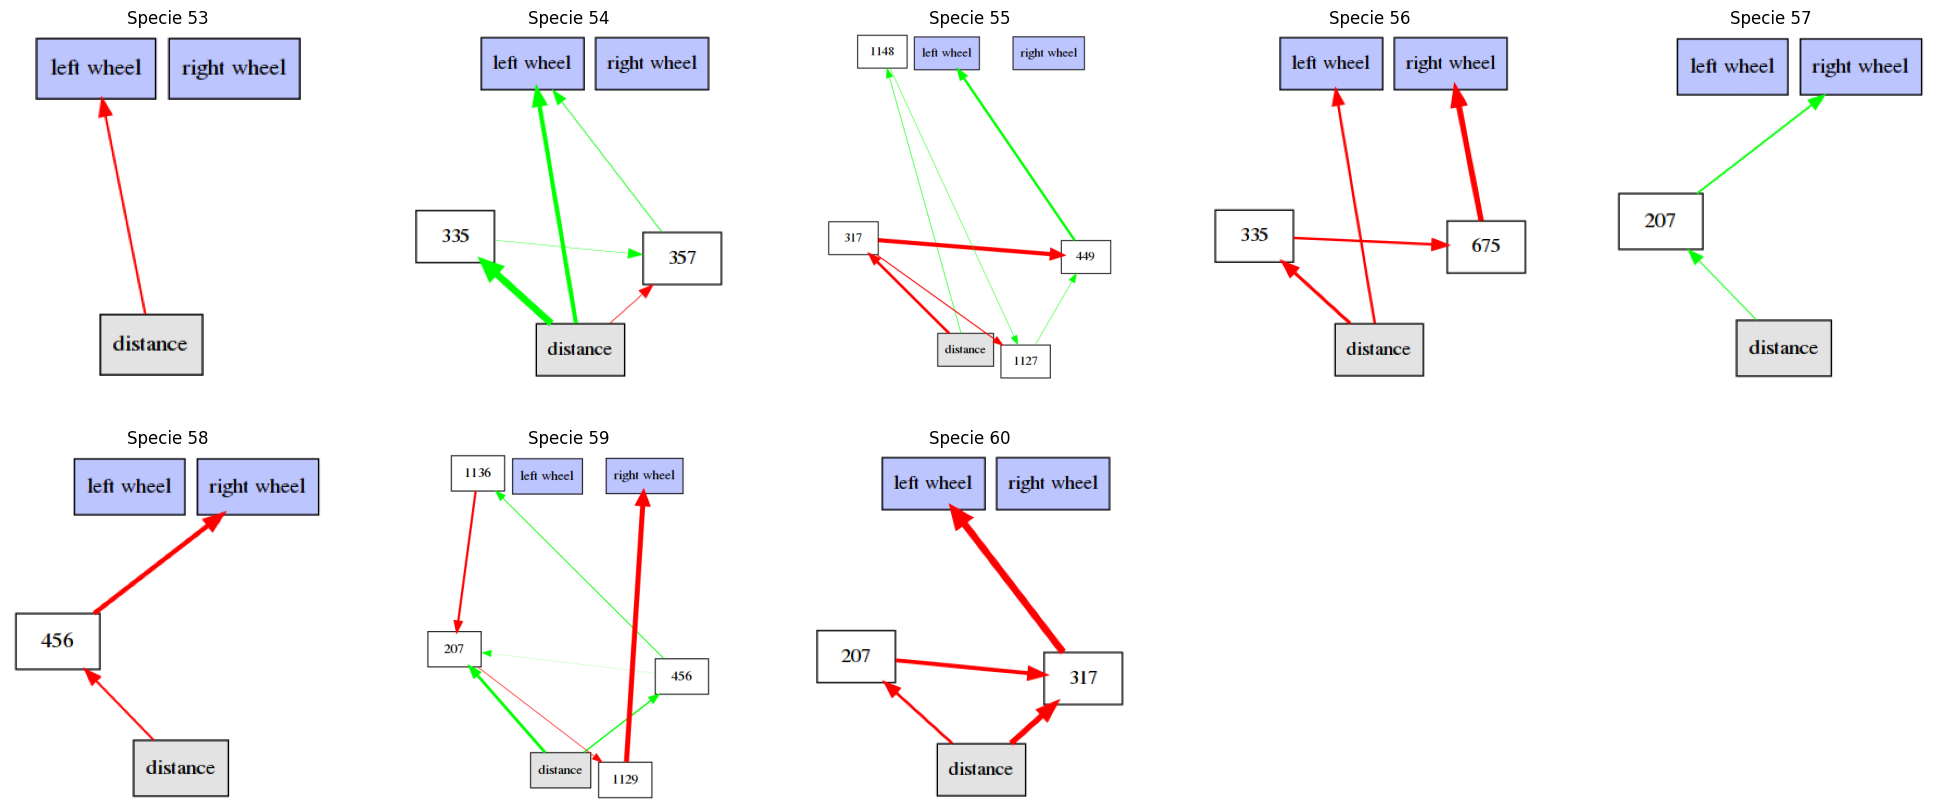 Specie 53
left wheel
right wheel
distance
Specie 54
left wheel
right wheel
335
357
distance
Specie 55
1148
left wheel
right wheel
317
449
distance
1127
Specie 56
left wheel
right wheel
335
675
distance
Specie 57
left wheel
right wheel
207
distance
Specie 58
left wheel
right wheel
456
distance
Specie 59
1136
left wheel
right wheel
207
456
distance
1129
Specie 60
left wheel
right wheel
207
317
distance